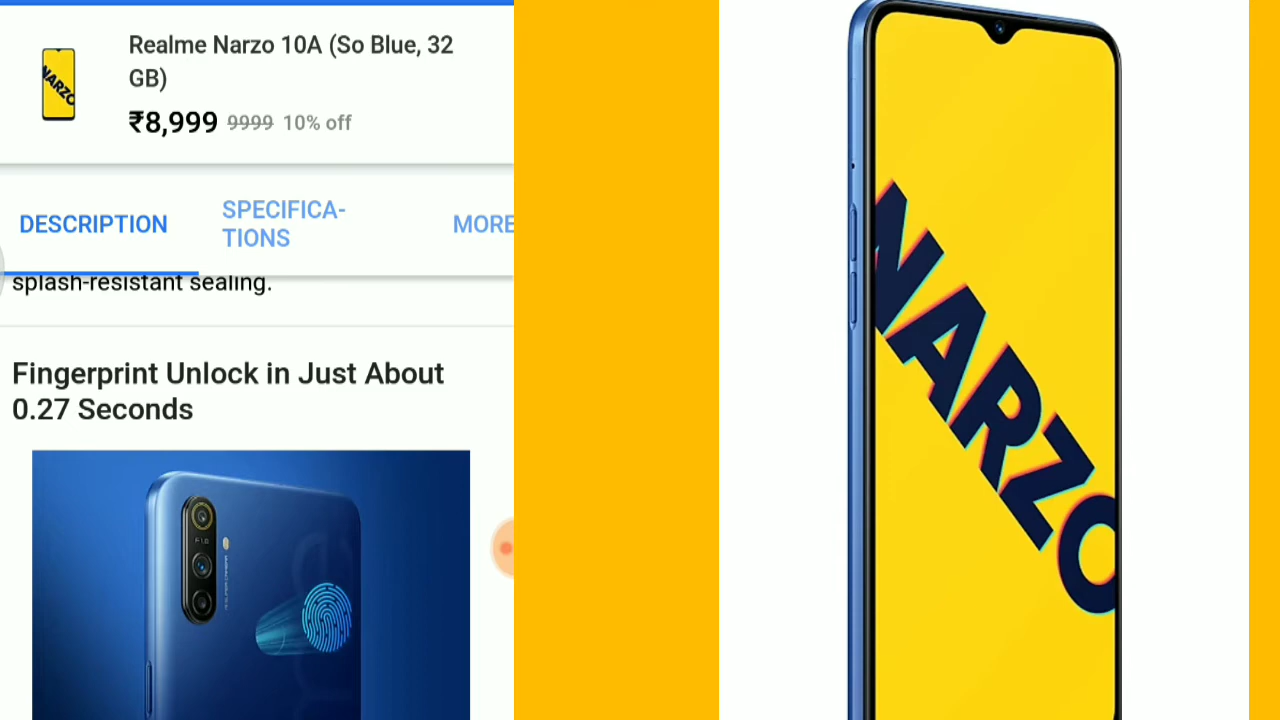 Realme Narzo 10A (So Blue, 32
GB)
₹8,999 9999 10% off
DESCRIPTION
SPECIFICA-
TIONS
MORE
splash-resistant sealing.
Fingerprint Unlock in Just About
0.27 Seconds
NARZO
NARZO